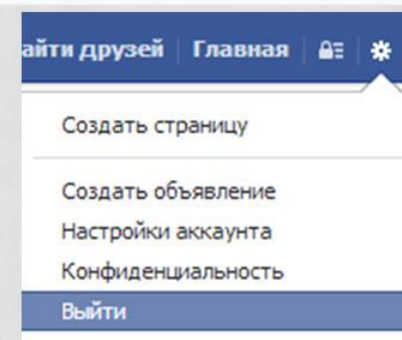 айти друзей Главная
Создать страницу
Создать объявление
Настройки аккаунта
Конфиденциальность
Выйти